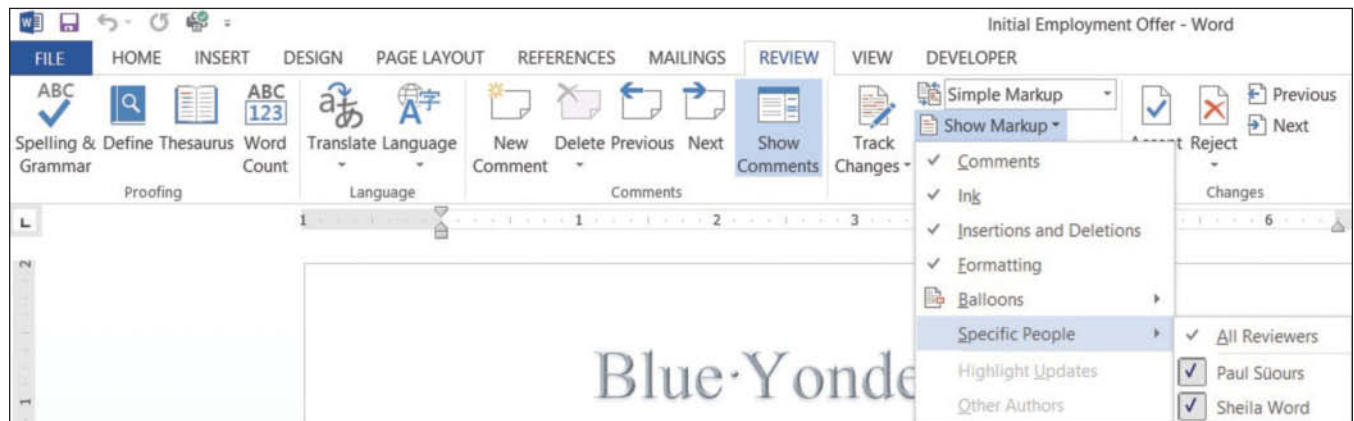 Initial Employment Offer - Word
FILE HOME INSERT DESIGN PAGE LAYOUT REFERENCES MAILINGS REVIEW VIEW DEVELOPER
ABC
Spelling & Grammar
Define
Thesaurus
ABC
123
Word Count
Proofing
Translate
Language
Language
New Comment
Delete
Previous
Next
Show Comments
Comments
Track Changes
Simple Markup
Show Markup
Reject
Previous
Next
Changes
Comments
Ink
Insertions and Deletions
Formatting
Balloons
Specific People
Highlight Updates
Other Authors
All Reviewers
Paul Süours
Sheila Word
1 1 2 3 6
2
1
Blue·Yonde